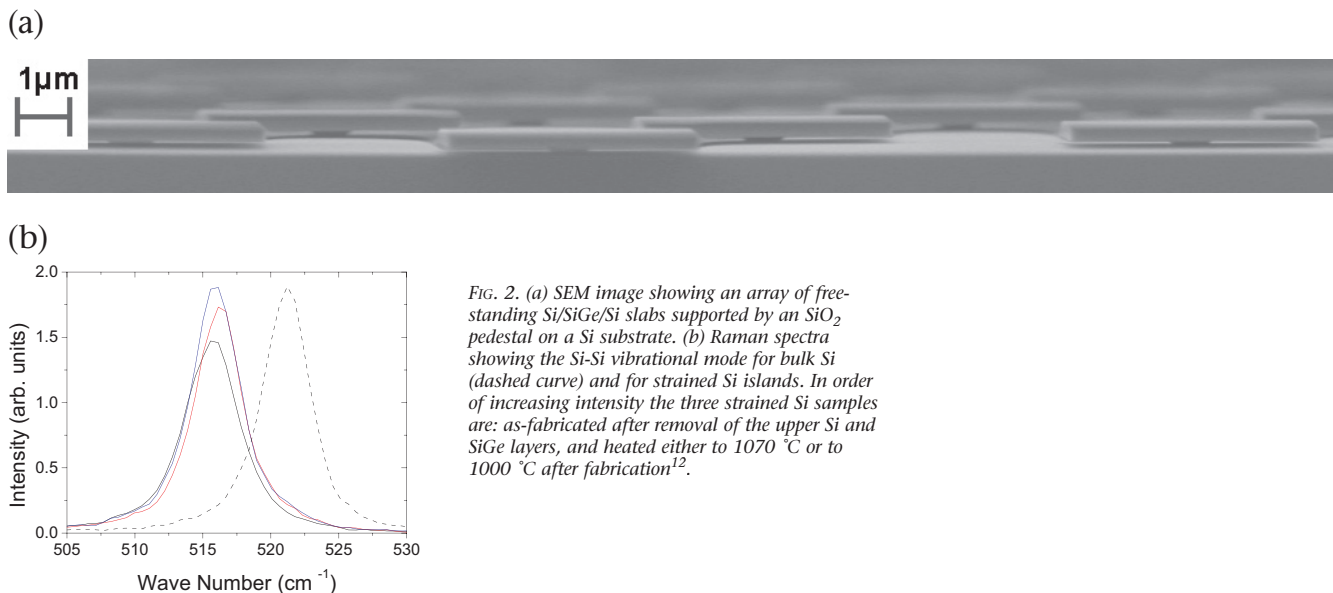 (a)
1μm
(b)
Intensity (arb. units)
2.0
1.5
1.0
0.5
0.0
505 510 515 520 525 530
Wave Number (cm -1)
FIG. 2. (a) SEM image showing an array of free-
standing Si/SiGe/Si slabs supported by an SiO2
pedestal on a Si substrate. (b) Raman spectra
showing the Si-Si vibrational mode for bulk Si
(dashed curve) and for strained Si islands. In order
of increasing intensity the three strained Si samples
are: as-fabricated after removal of the upper Si and
SiGe layers, and heated either to 1070 ˚C or to
1000 ˚C after fabrication12.